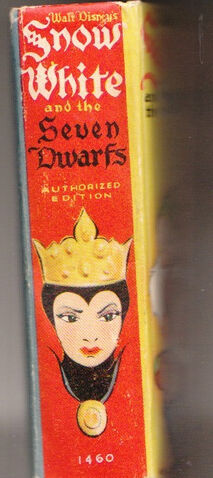 Walt Disney's
Snow
White
and the
Seven
Dwarfs
AUTHORIZED
EDITION
1460